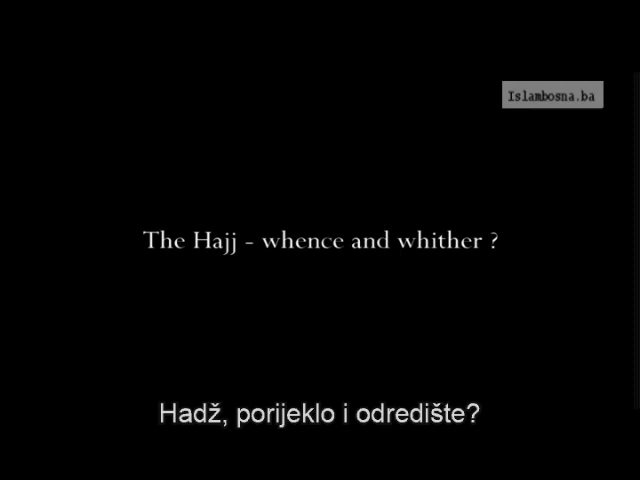 Islambosna.ba
The Hajj - whence and whither ?
Hadž, porijeklo i odredište?